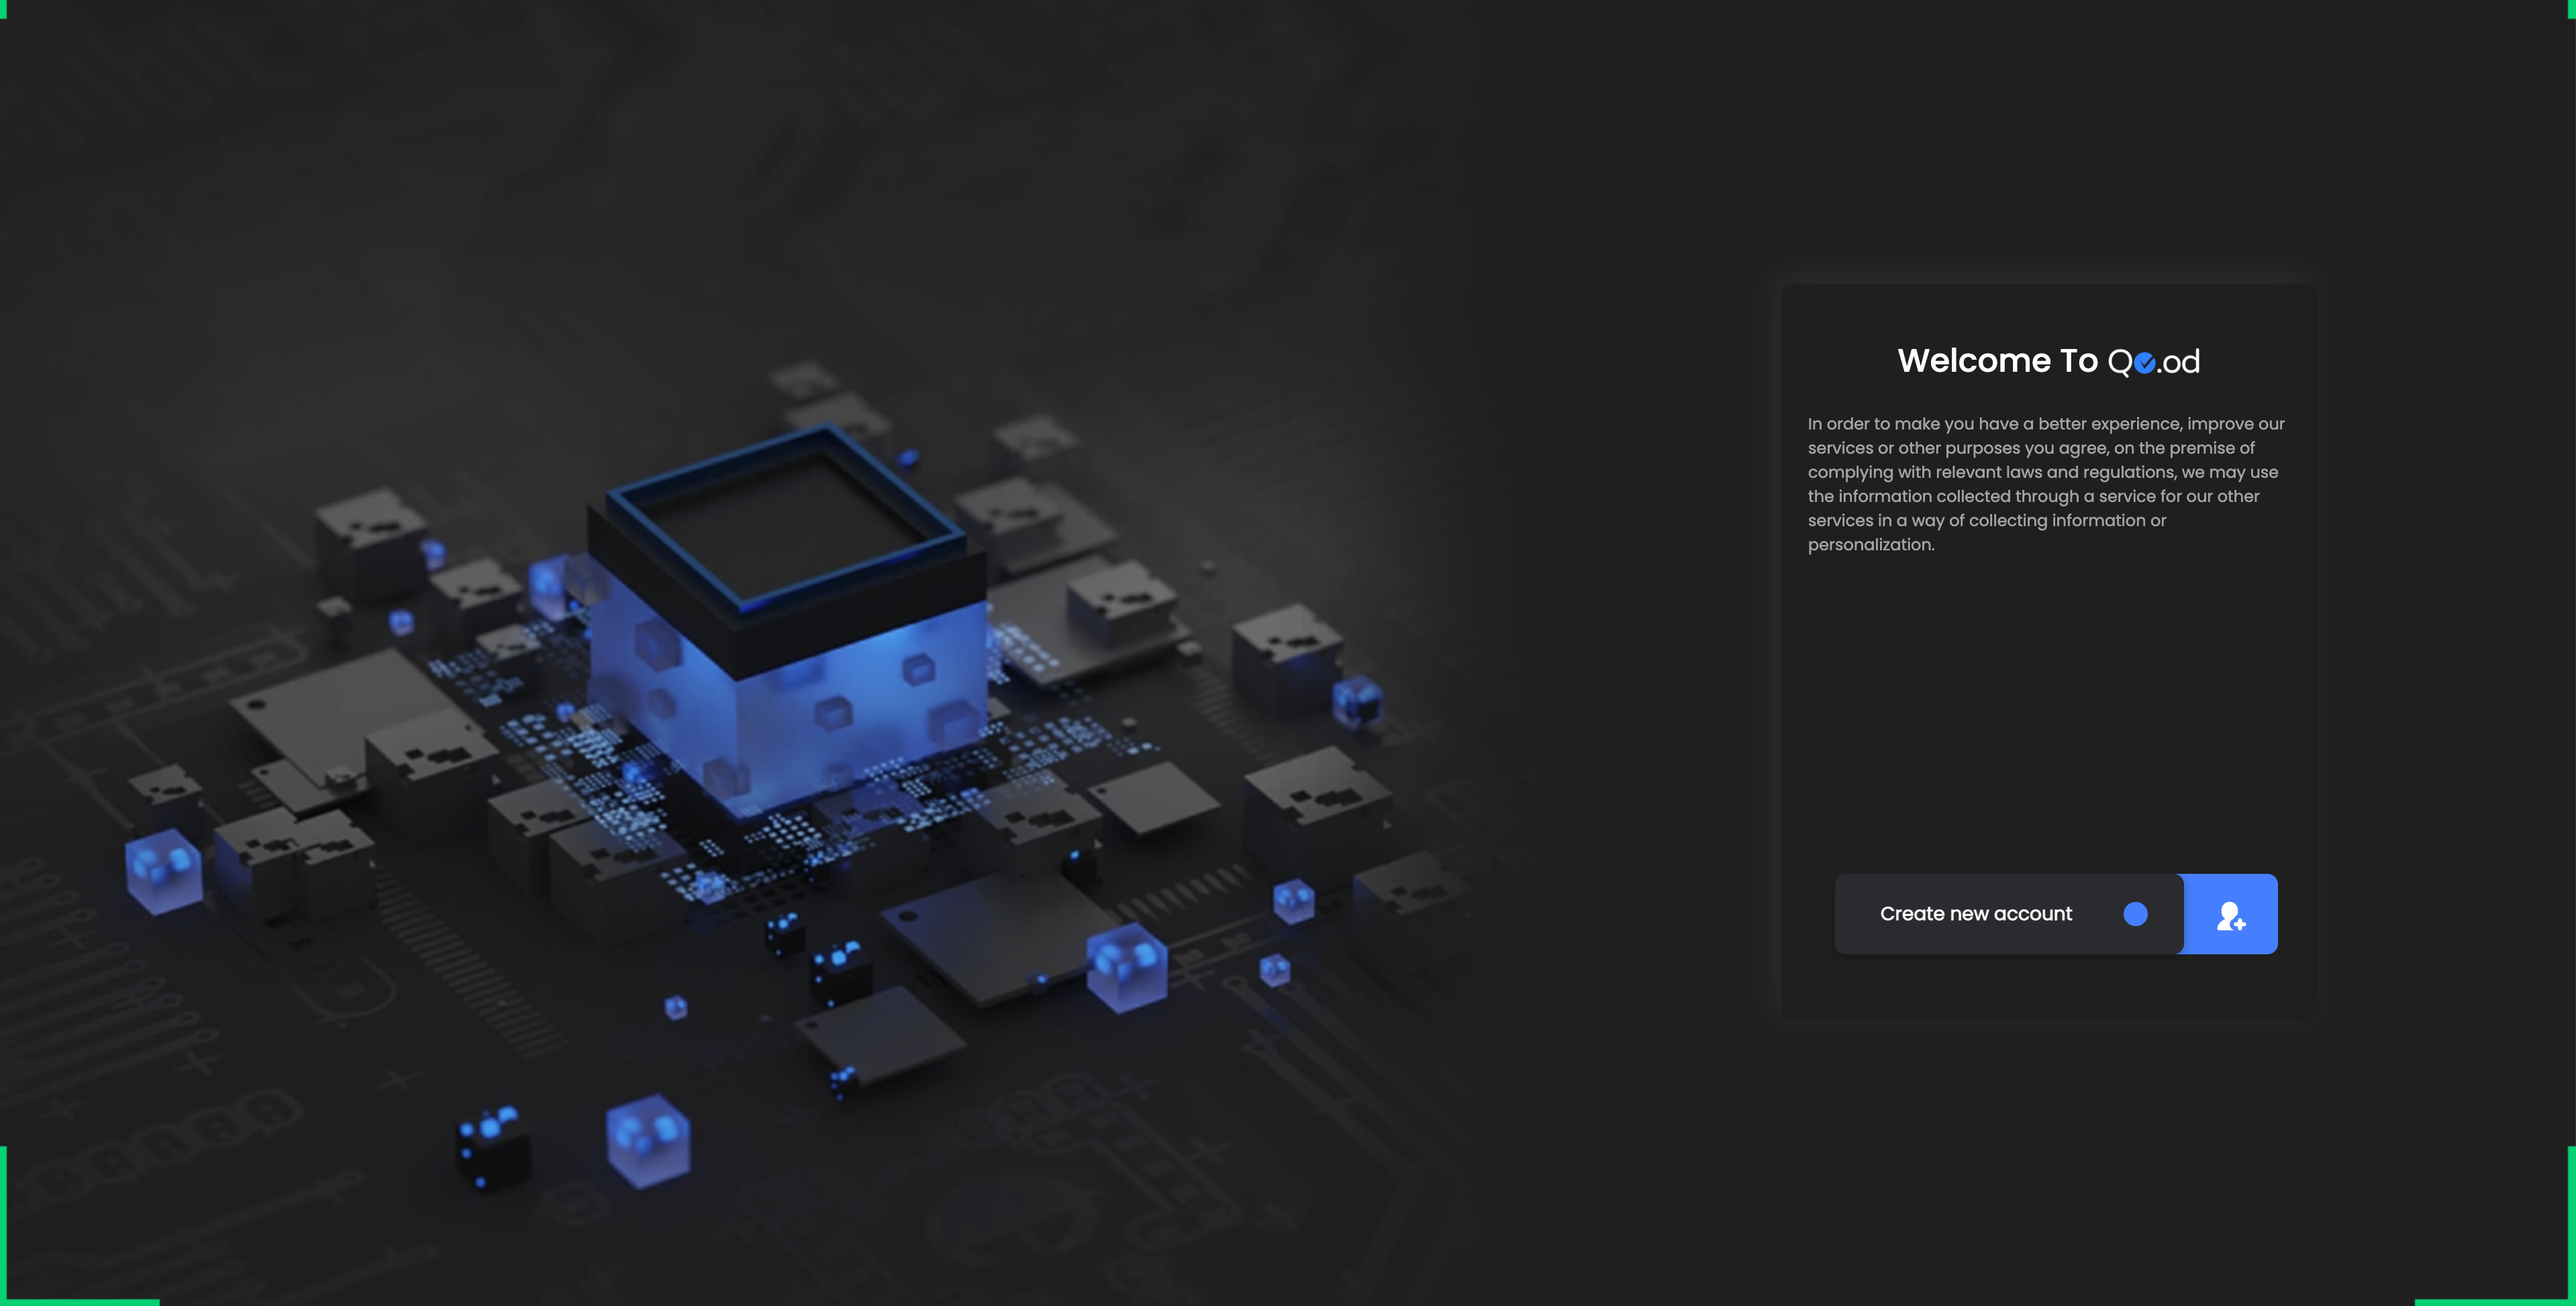 Welcome To Q✓.od
In order to make you have a better experience, improve our
services or other purposes you agree, on the premise of
complying with relevant laws and regulations, we may use
the information collected through a service for our other
services in a way of collecting information or
personalization.
Create new account